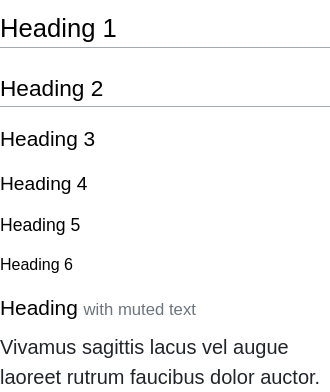 Heading 1
Heading 2
Heading 3
Heading 4
Heading 5
Heading 6
Heading with muted text
Vivamus sagittis lacus vel augue
laoreet rutrum faucibus dolor auctor.